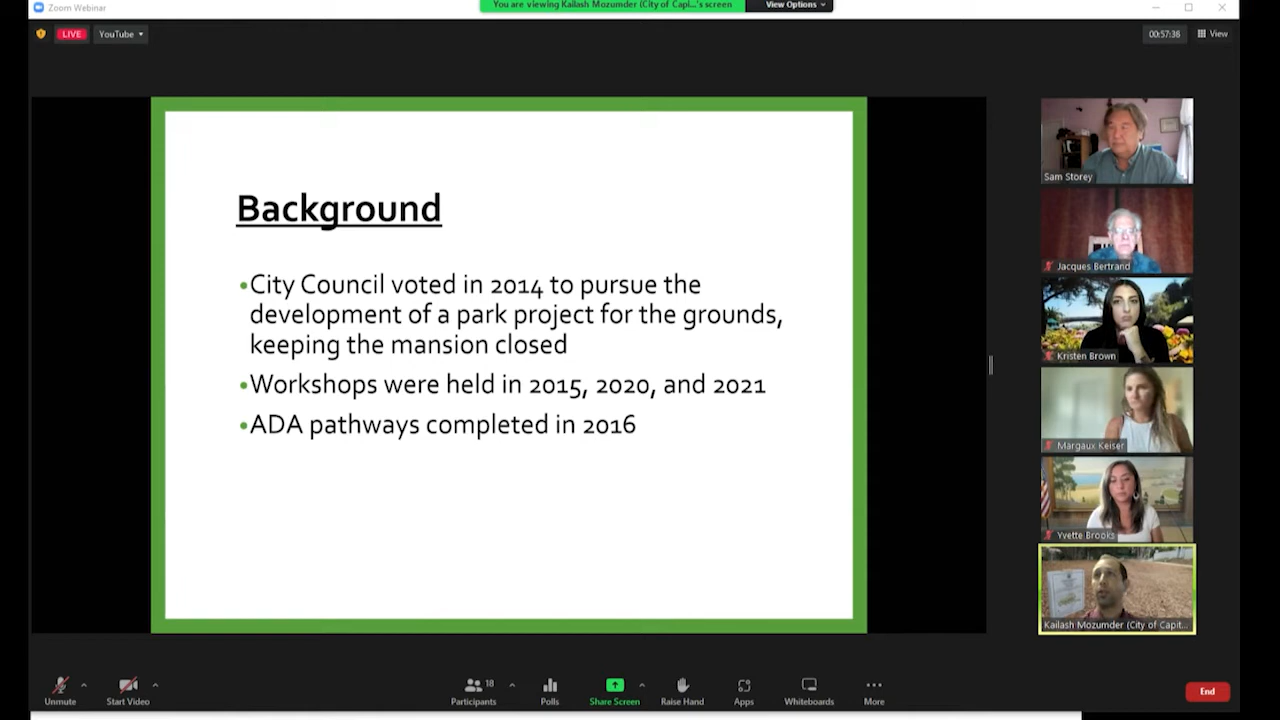 Zoom Webinar
You are viewing Kailash Mozumder (City of Capi...'s screen
View Options
LIVE
YouTube
00:57:38
View
Background
•City Council voted in 2014 to pursue the
development of a park project for the grounds,
keeping the mansion closed
•Workshops were held in 2015, 2020, and 2021
•ADA pathways completed in 2016
Sam Storey
Jacques Bertrand
Kristen Brown
Margaux Keiser
Yvette Brooks
Kailash Mozumder (City of Capit...
Unmute
Start Video
18
Participants
Polls
Share Screen
Raise Hand
Apps
Whiteboards
More
End